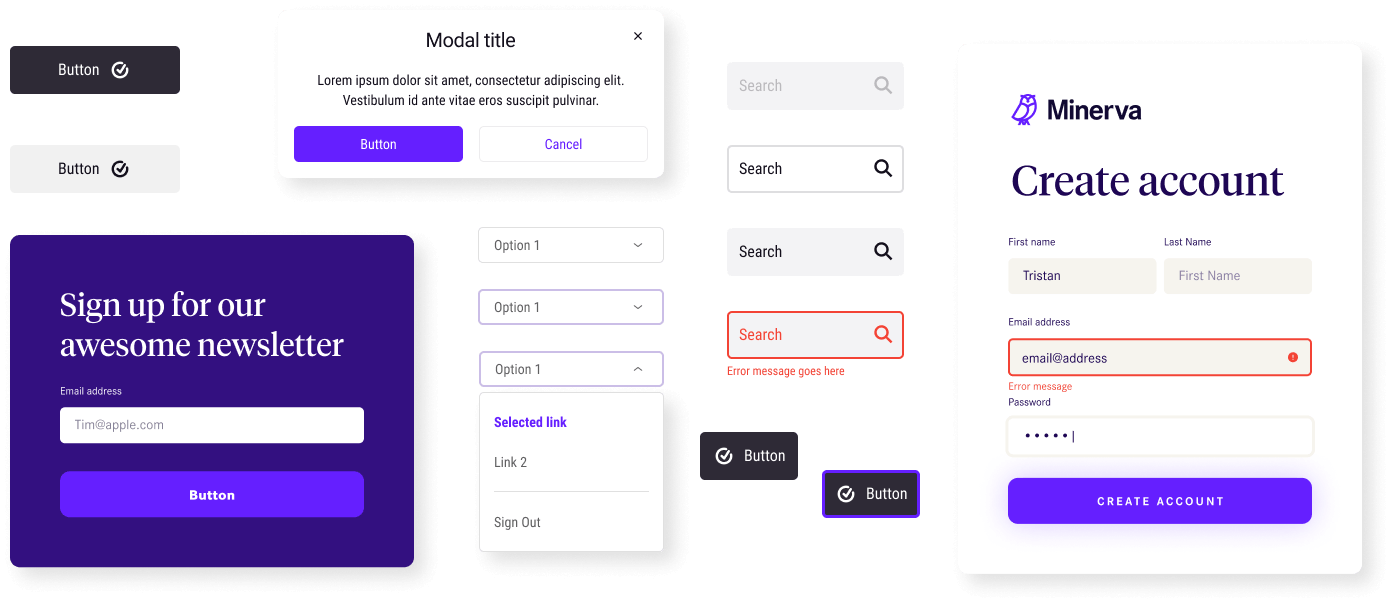 Button
Button
Modal title
Lorem ipsum dolor sit amet, consectetur adipiscing elit.
Vestibulum id ante vitae eros suscipit pulvinar.
Button
Cancel
Sign up for our
awesome newsletter
Email address
Tim@apple.com
Button
Option 1
Option 1
Option 1
Selected link
Link 2
Sign Out
Search
Search
Search
Search
Error message goes here
Button
Button
Minerva
Create account
First name
Last Name
Tristan
First Name
Email address
email@address
Error message
Password
CREATE ACCOUNT